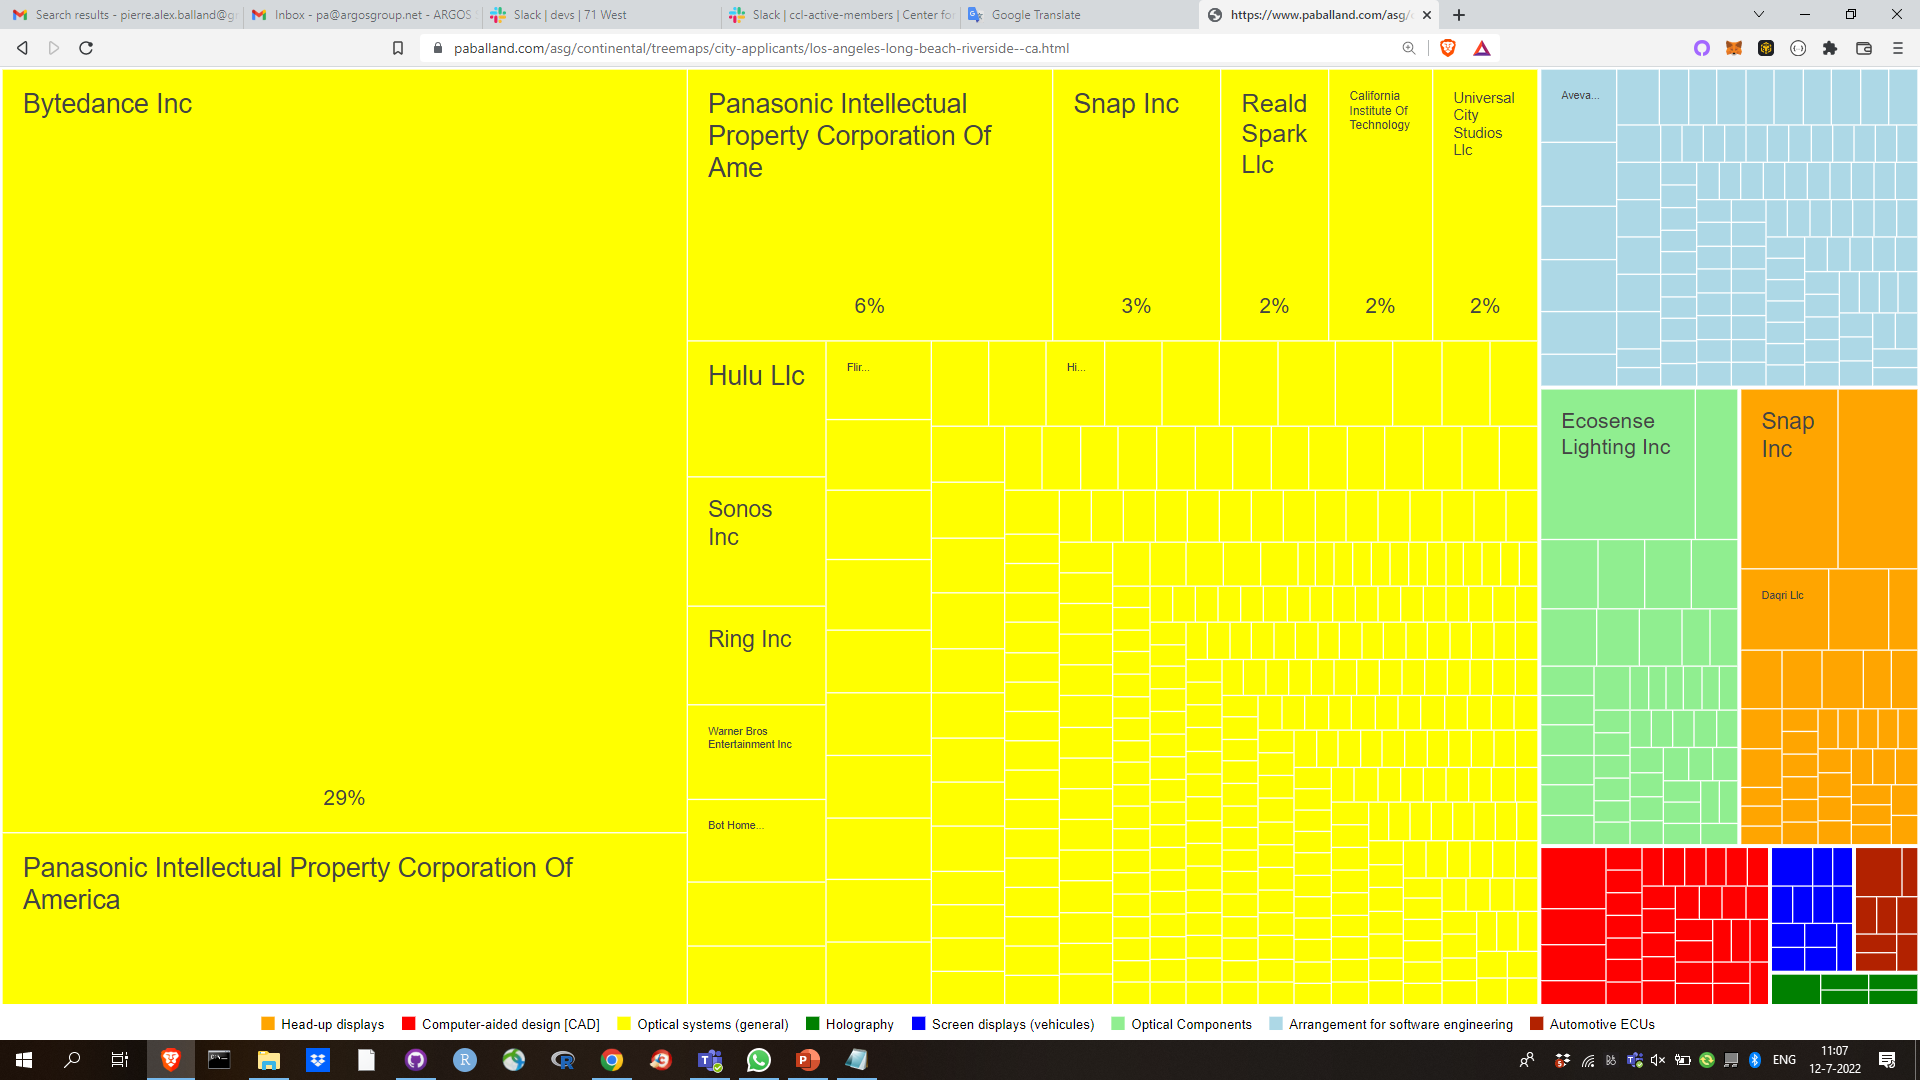 Search results - pierre.alex.balland@g
Inbox - pa@argosgroup.net - ARGOS
Slack | devs | 71 West
Slack | ccl-active-members | Center fo
Google Translate
https://www.paballand.com/asg/
paballand.com/asg/continental/treemaps/city-applicants/los-angeles-long-beach-riverside--ca.html
Bytedance Inc
29%
Panasonic Intellectual Property Corporation Of
America
Panasonic Intellectual
Property Corporation Of
Ame
6%
Snap Inc
3%
Reald
Spark
Llc
2%
California
Institute Of
Technology
2%
Universal
City
Studios
Llc
2%
Hulu Llc
Flir...
Hi...
Sonos
Inc
Ring Inc
Warner Bros
Entertainment Inc
Bot Home...
Aveva...
Ecosense
Lighting Inc
Snap
Inc
Daqri Llc
Head-up displays
Computer-aided design [CAD]
Optical systems (general)
Holography
Screen displays (vehicules)
Optical Components
Arrangement for software engineering
Automotive ECUs
ENG
11:07
12-7-2022